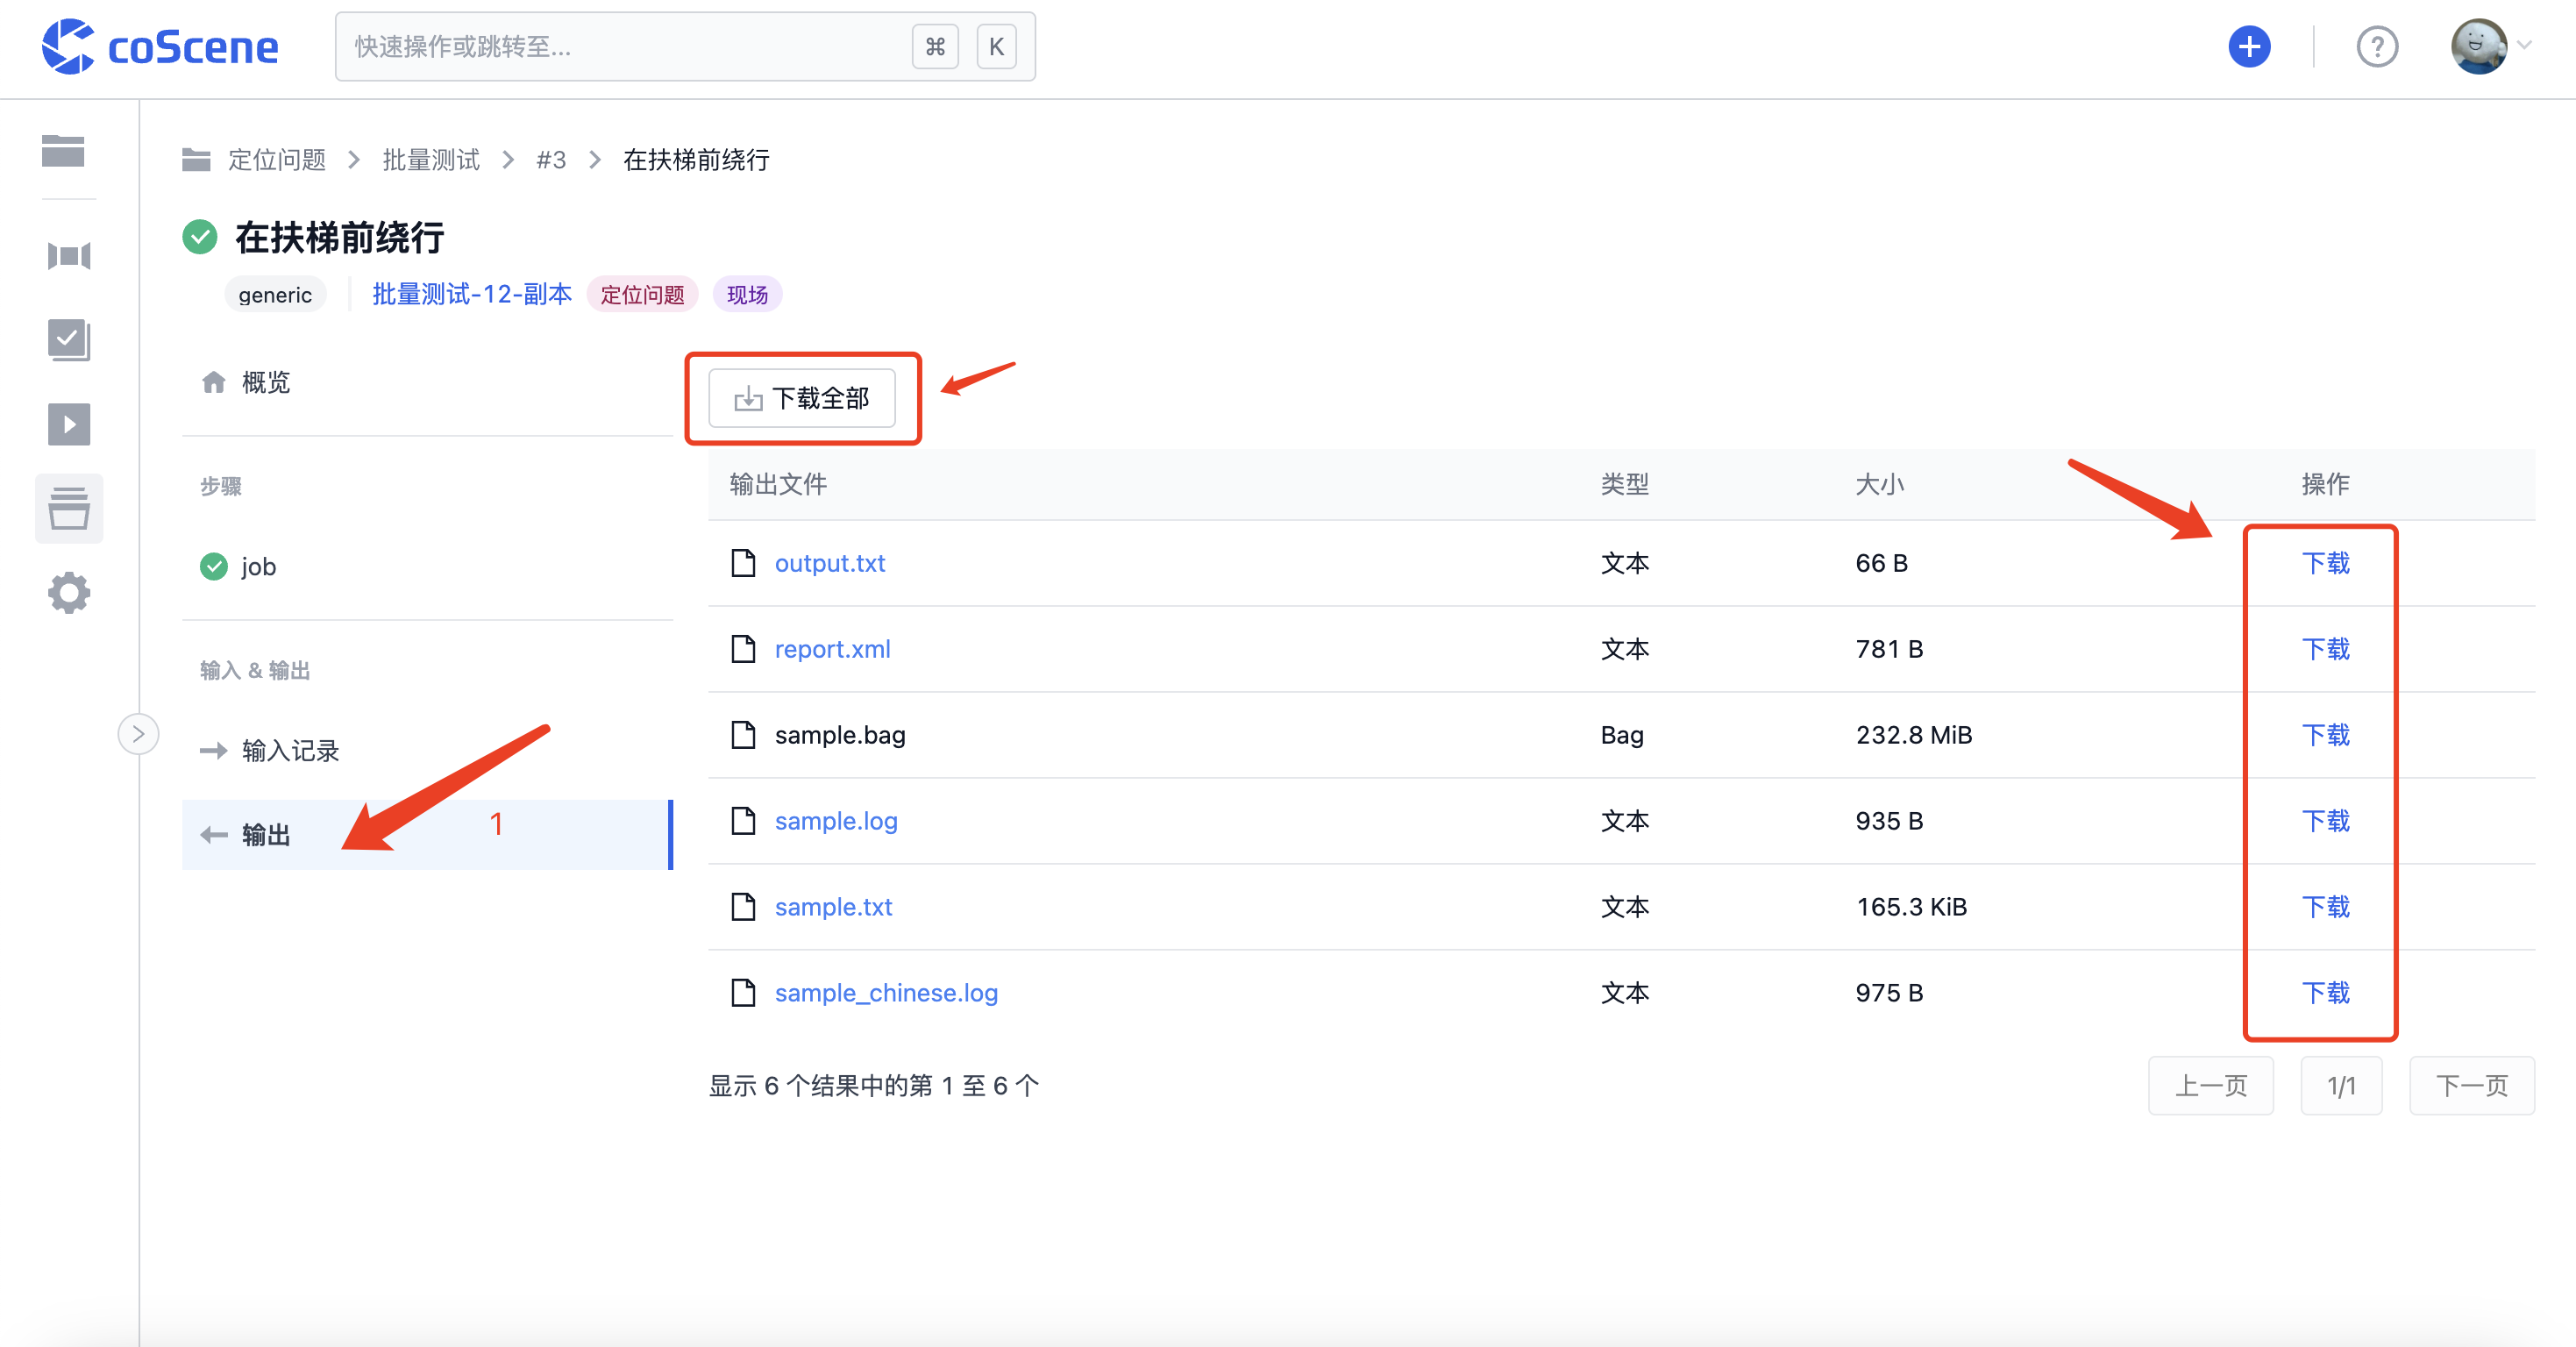 coScene
快速操作或跳转至...
⌘ K
定位问题 > 批量测试 > #3 > 在扶梯前绕行
在扶梯前绕行
generic 批量测试-12-副本 定位问题 现场
概览
步骤
job
输入 & 输出
输入记录
输出 1
下载全部
输出文件 类型 大小 操作
output.txt 文本 66 B 下载
report.xml 文本 781 B 下载
sample.bag Bag 232.8 MiB 下载
sample.log 文本 935 B 下载
sample.txt 文本 165.3 KiB 下载
sample_chinese.log 文本 975 B 下载
显示 6 个结果中的第 1 至 6 个
上一页 1/1 下一页